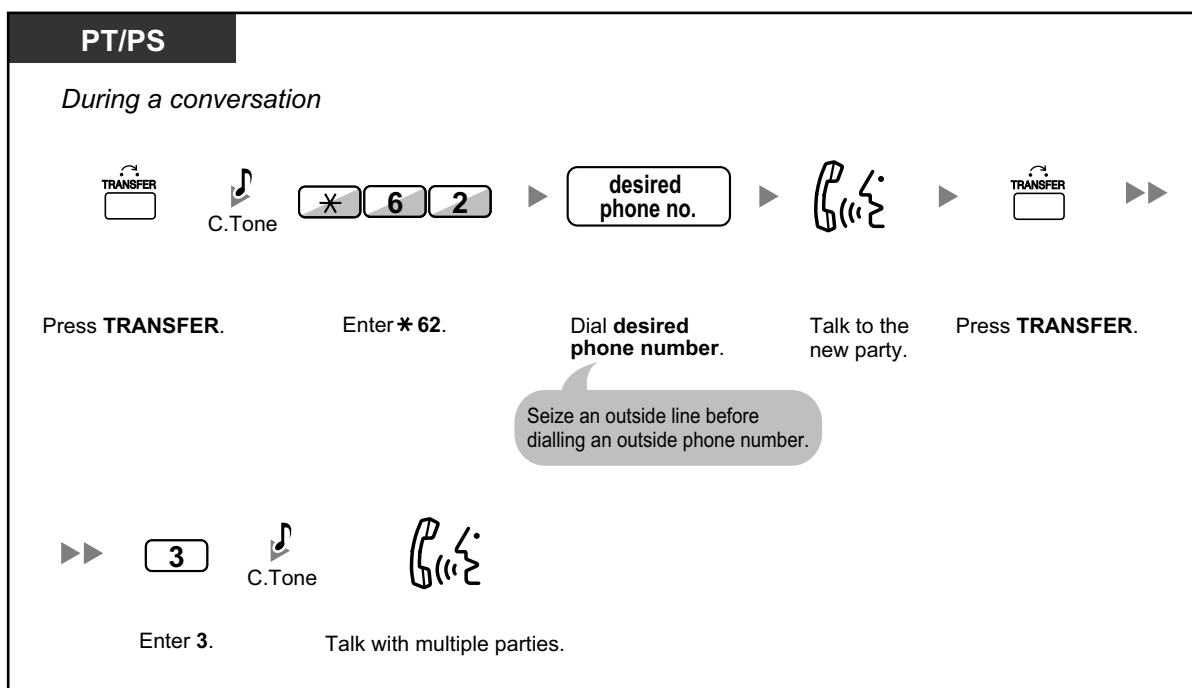 PT/PS
During a conversation
TRANSFER
C.Tone
* 6 2
desired
phone no.
TRANSFER
Press TRANSFER.
Enter * 62.
Dial desired
phone number.
Talk to the
new party.
Press TRANSFER.
Seize an outside line before
dialling an outside phone number.
3
C.Tone
Enter 3.
Talk with multiple parties.